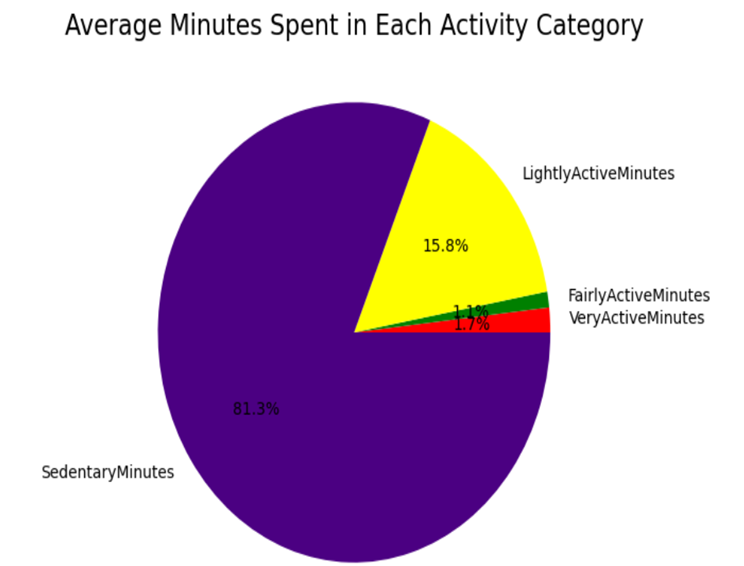 Average Minutes Spent in Each Activity Category
LightlyActiveMinutes
15.8%
FairlyActiveMinutes
1.1%
VeryActiveMinutes
1.7%
81.3%
SedentaryMinutes